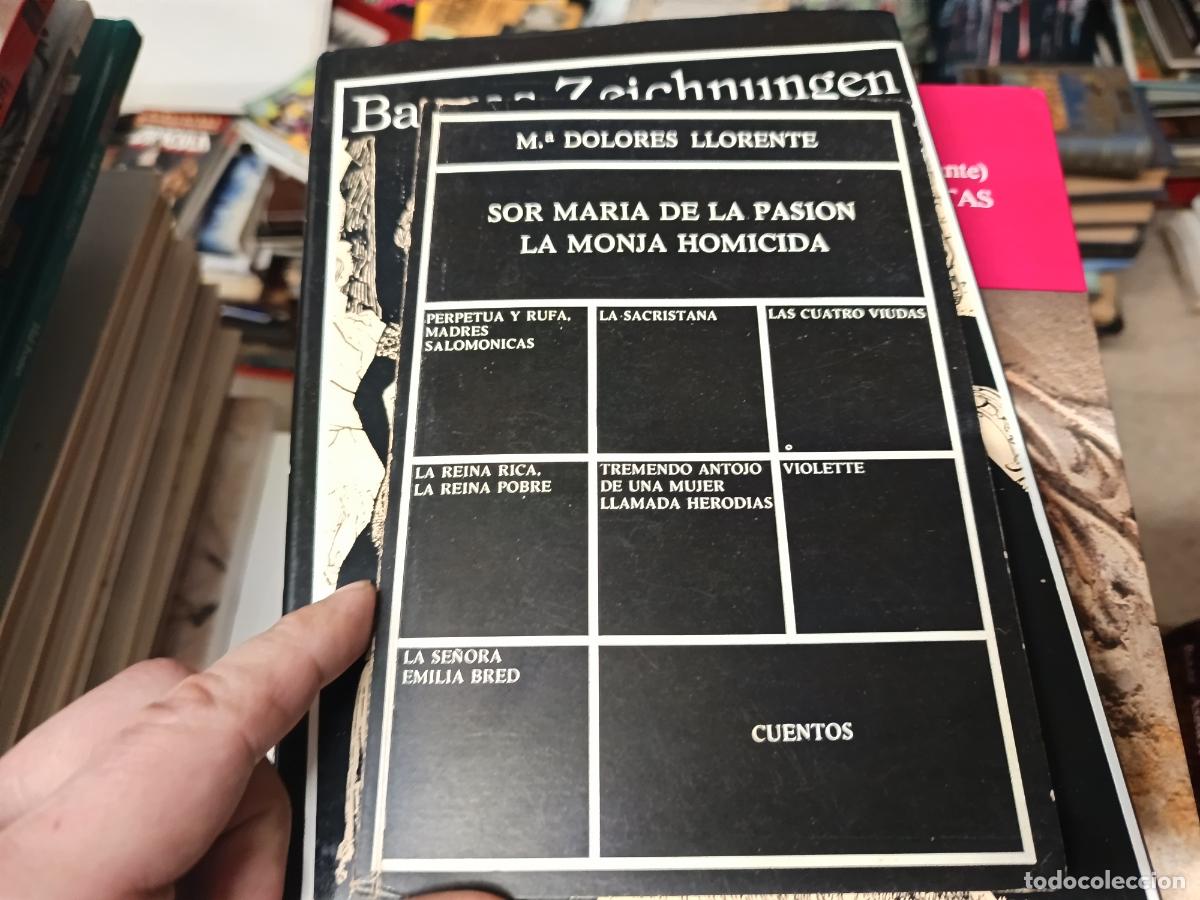 Zeichnungen
M.ª DOLORES LLORENTE
SOR MARIA DE LA PASION
LA MONJA HOMICIDA
PERPETUA Y RUFA,
MADRES
SALOMONICAS
LA SACRISTANA
LAS CUATRO VIUDAS
LA REINA RICA,
LA REINA POBRE
TREMENDO ANTOJO
DE UNA MUJER
LLAMADA HERODIAS
VIOLETTE
LA SEÑORA
EMILIA BRED
CUENTOS
todocoleccion